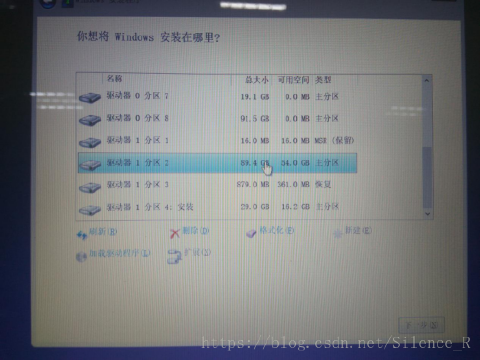 你想将 Windows 安装在哪里?
名称 总大小 可用空间 类型
驱动器 0 分区 7 19.1 GB 0.0 MB 主分区
驱动器 0 分区 8 91.5 GB 0.0 MB 主分区
驱动器 1 分区 1 16.0 MB 16.0 MB MSR (保留)
驱动器 1 分区 2 89.4 GB 34.0 GB 主分区
驱动器 1 分区 3 879.0 MB 361.0 MB 恢复
驱动器 1 分区 4: 安装 29.0 GB 16.2 GB 主分区
刷新(R) 删除(D) 格式化(F) 新建(E)
加载驱动程序(L) 扩展(X)
https://blog.csdn.net/Silence_R